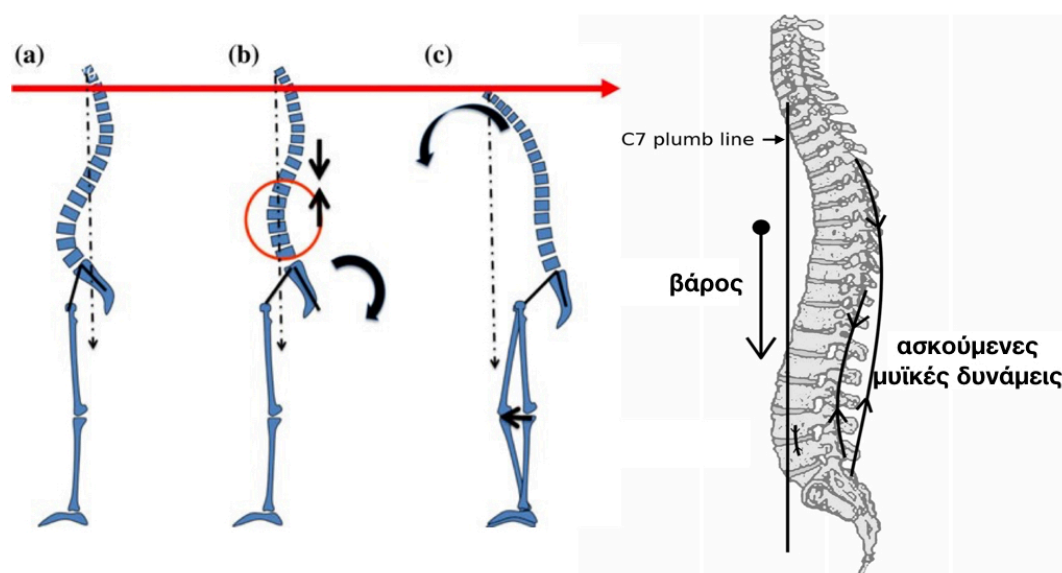 (a)
(b)
(c)
C7 plumb line
βάρος
ασκούμενες
μυϊκές δυνάμεις